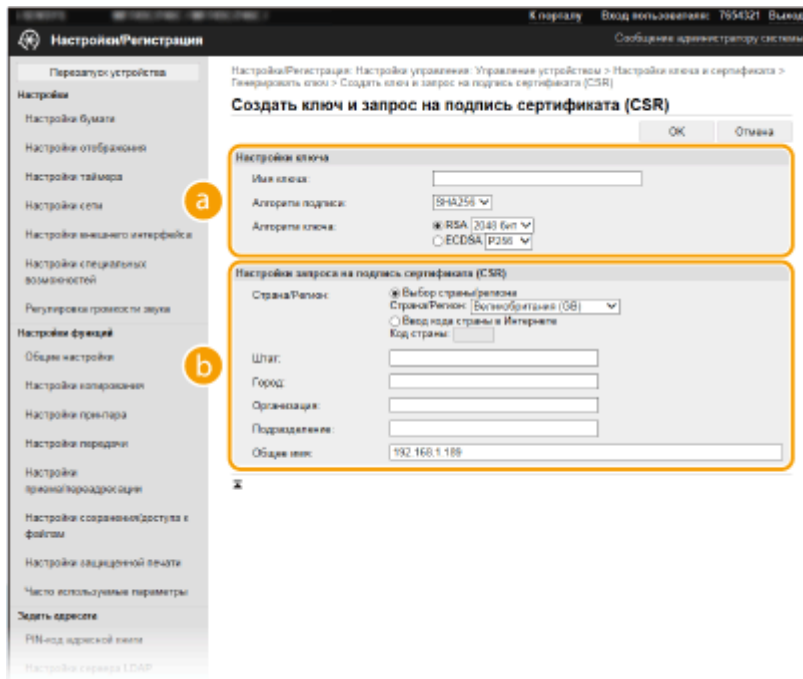 К порталу Вход пользователя: 7654321 Выход
Настройки/Регистрация
Сообщение администратору системы
Перезапуск устройства
Настройки
Настройки бумаги
Настройки отображения
Настройки таймера
Настройки сети
Настройки внешнего интерфейса
Настройки специальных
возможностей
Регулировка громкости звука
Настройки функций
Общие настройки
Настройки копирования
Настройки принтера
Настройки передачи
Настройки
приема/переадресации
Настройки сохранения/доступа к
файлам
Настройки защищенной печати
Часто используемые параметры
Задать адресата
PIN-код адресной книги
Настройки сервера LDAP
Настройки/Регистрация: Настройки управления: Управление устройством > Настройки ключа и сертификата >
Генерировать ключ > Создать ключ и запрос на подпись сертификата (CSR)
Создать ключ и запрос на подпись сертификата (CSR)
OK Отмена
a
Настройки ключа
Имя ключа:
Алгоритм подписи: SHA256
Алгоритм ключа: RSA 2048 бит
ECDSA P256
b
Настройки запроса на подпись сертификата (CSR)
Страна/Регион: Выбор страны/региона
Страна/Регион: Великобритания (GB)
Ввод кода страны в Интернете
Код страны:
Штат:
Город:
Организация:
Подразделение:
Общее имя: 192.168.1.189